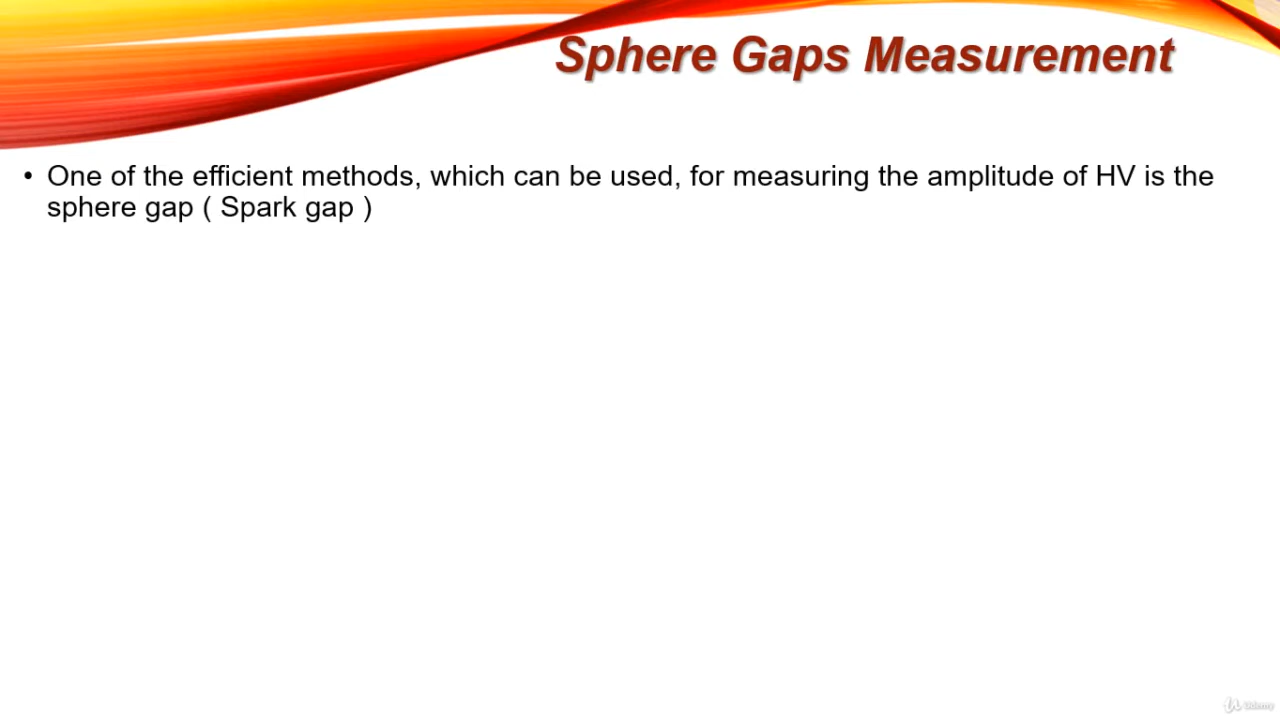 Sphere Gaps Measurement
• One of the efficient methods, which can be used, for measuring the amplitude of HV is the
sphere gap ( Spark gap )
Udemy